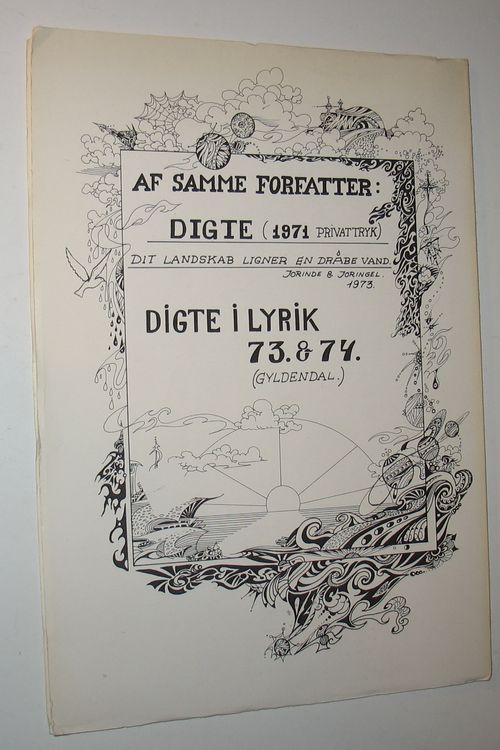 AF SAMME FORFATTER:
DIGTE (1971 PRIVATTRYK)
DIT LANDSKAB LIGNER EN DRÅBE VAND.
JORINDE & JORINGEL.
1973.
DIGTE i LYRiK
73. & 74.
(GYLDENDAL.)